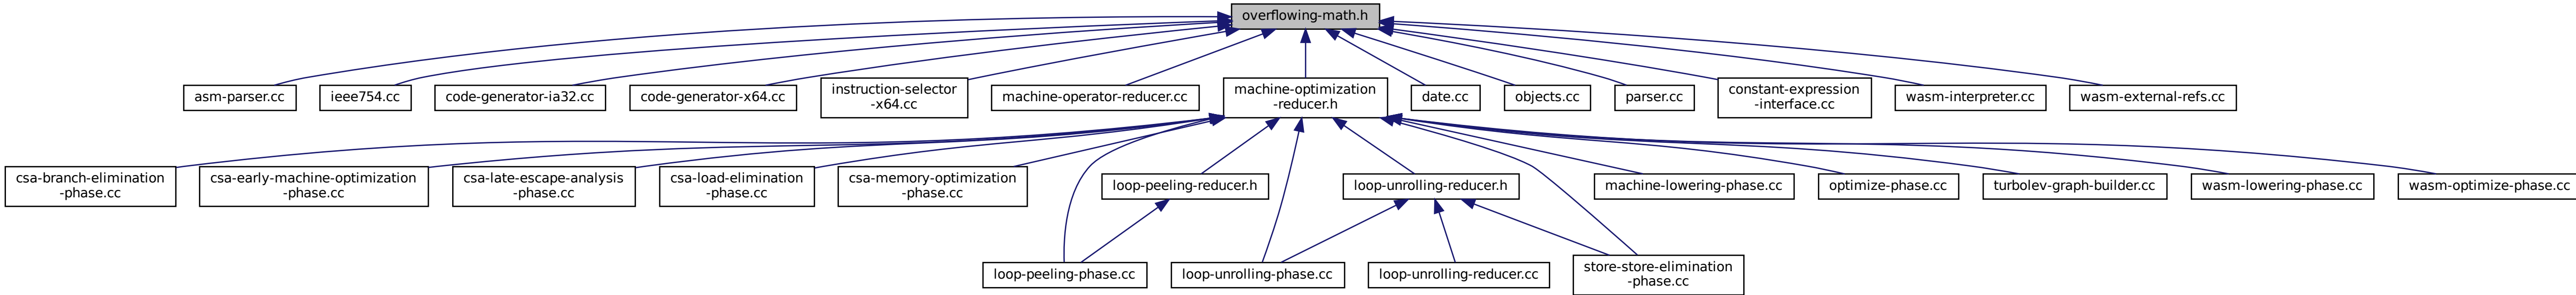 overflowing-math.h
asm-parser.cc
ieee754.cc
code-generator-ia32.cc
code-generator-x64.cc
instruction-selector
-x64.cc
machine-operator-reducer.cc
machine-optimization
-reducer.h
date.cc
objects.cc
parser.cc
constant-expression
-interface.cc
wasm-interpreter.cc
wasm-external-refs.cc
csa-branch-elimination
-phase.cc
csa-early-machine-optimization
-phase.cc
csa-late-escape-analysis
-phase.cc
csa-load-elimination
-phase.cc
csa-memory-optimization
-phase.cc
loop-peeling-reducer.h
loop-unrolling-reducer.h
machine-lowering-phase.cc
optimize-phase.cc
turbolev-graph-builder.cc
wasm-lowering-phase.cc
wasm-optimize-phase.cc
loop-peeling-phase.cc
loop-unrolling-phase.cc
loop-unrolling-reducer.cc
store-store-elimination
-phase.cc